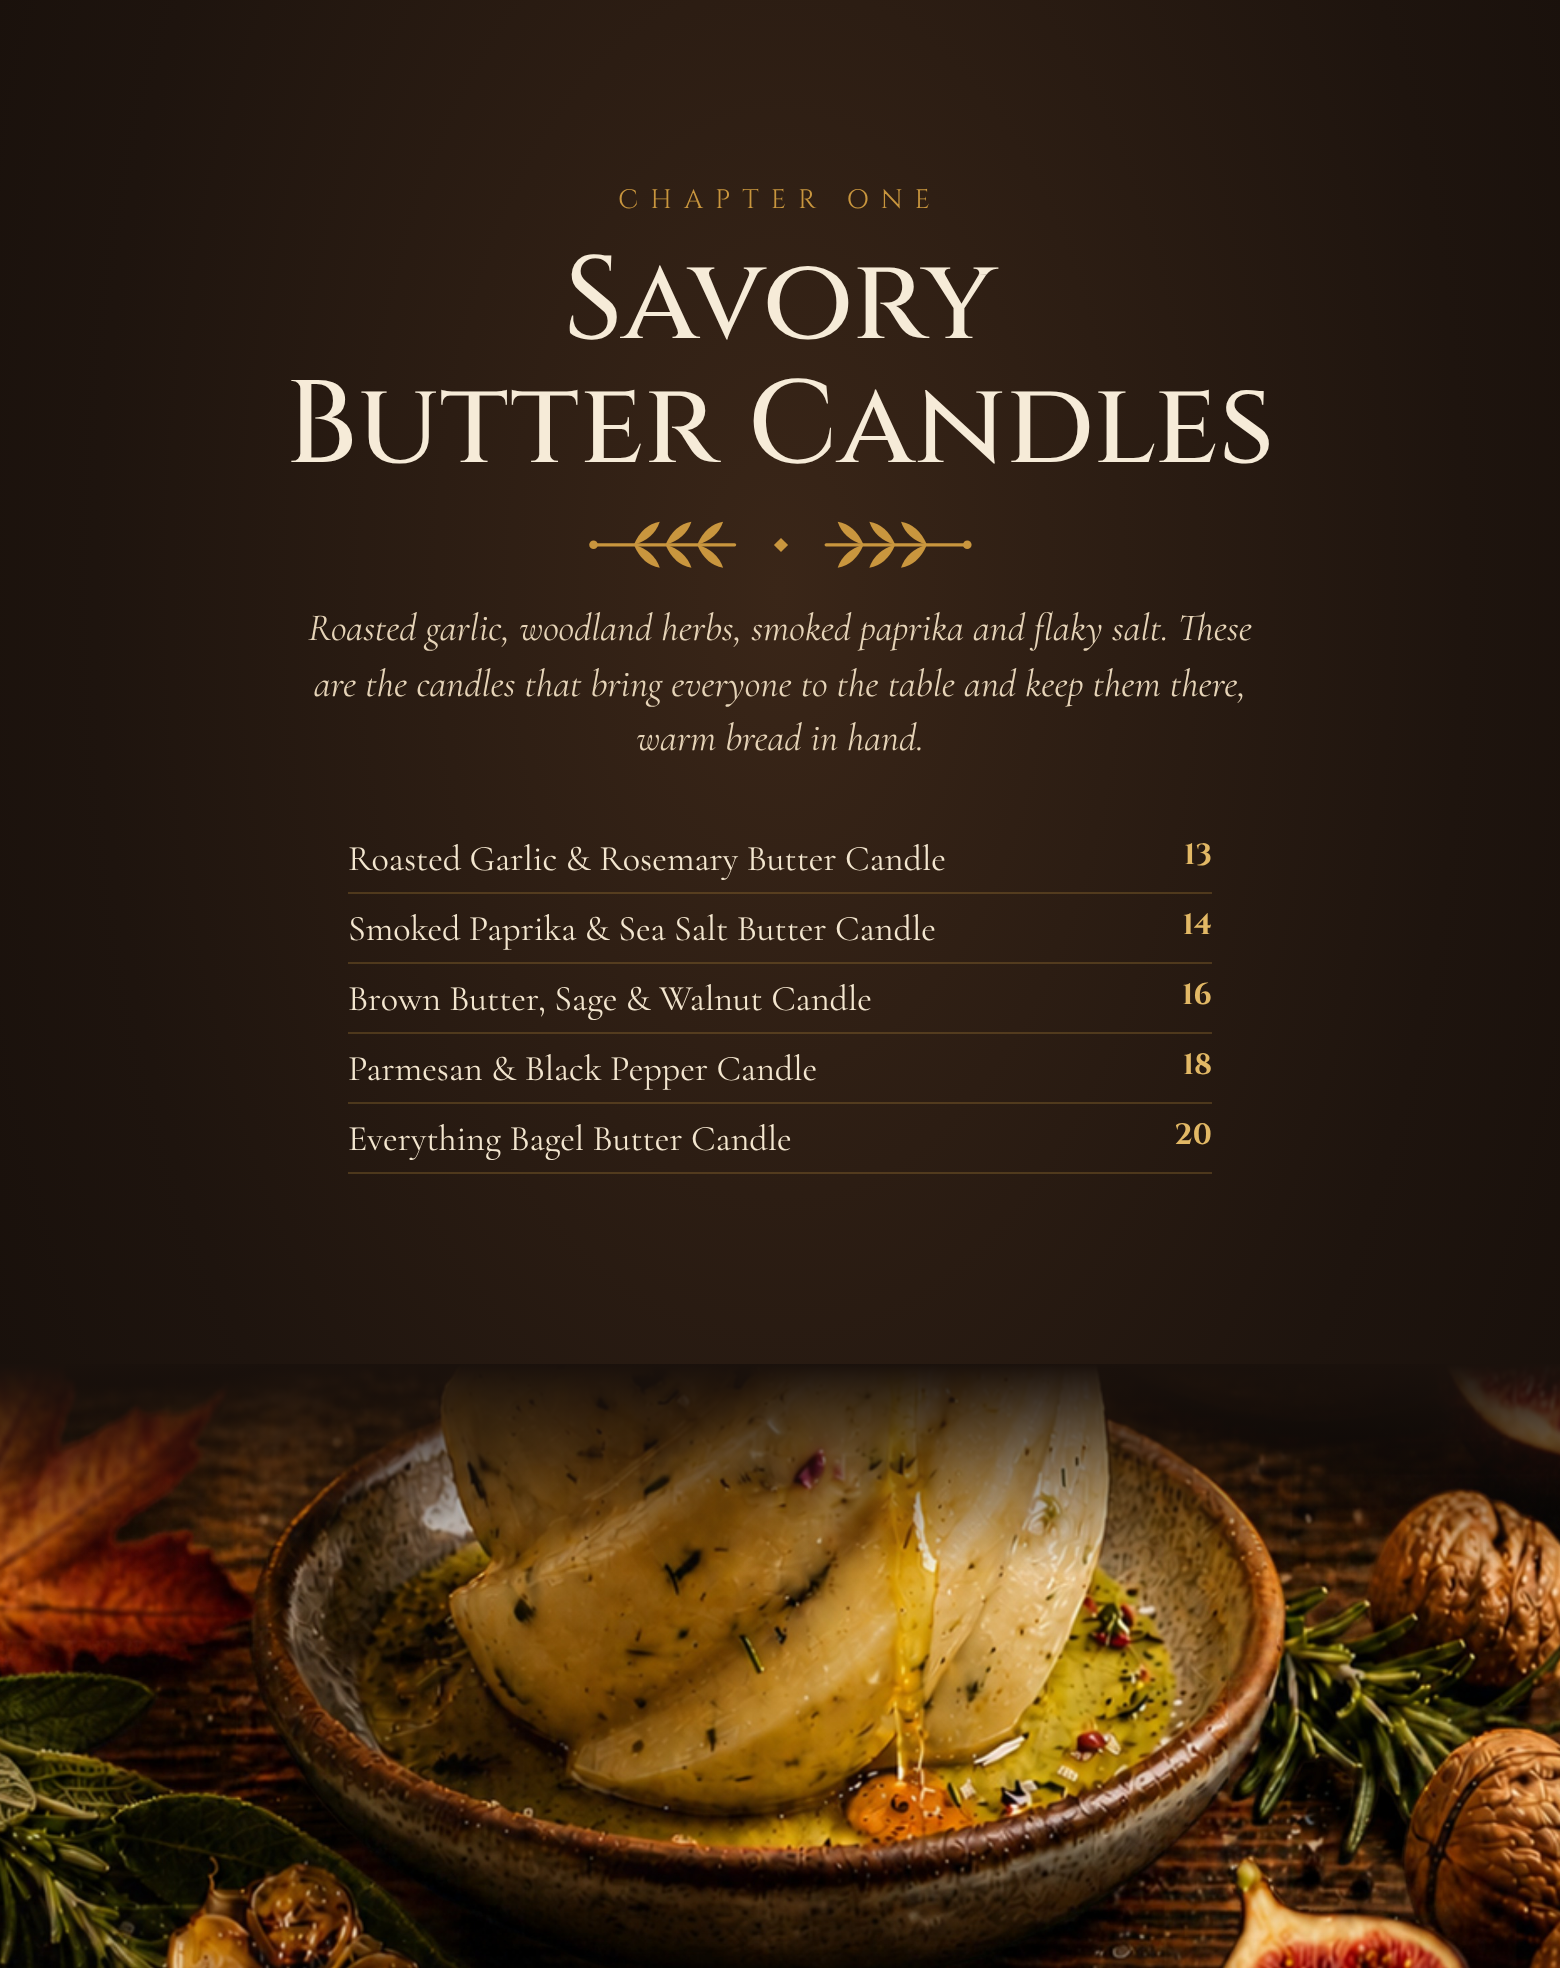 CHAPTER ONE
SAVORY
BUTTER CANDLES
Roasted garlic, woodland herbs, smoked paprika and flaky salt. These
are the candles that bring everyone to the table and keep them there,
warm bread in hand.
Roasted Garlic & Rosemary Butter Candle 13
Smoked Paprika & Sea Salt Butter Candle 14
Brown Butter, Sage & Walnut Candle 16
Parmesan & Black Pepper Candle 18
Everything Bagel Butter Candle 20